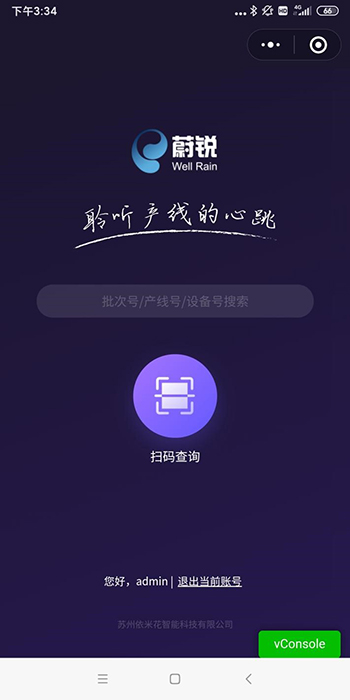 下午3:34
HD
4G
66
蔚锐
Well Rain
聆听产线的心跳
批次号/产线号/设备号搜索
扫码查询
您好，admin | 退出当前账号
苏州依米花智能科技有限公司
vConsole